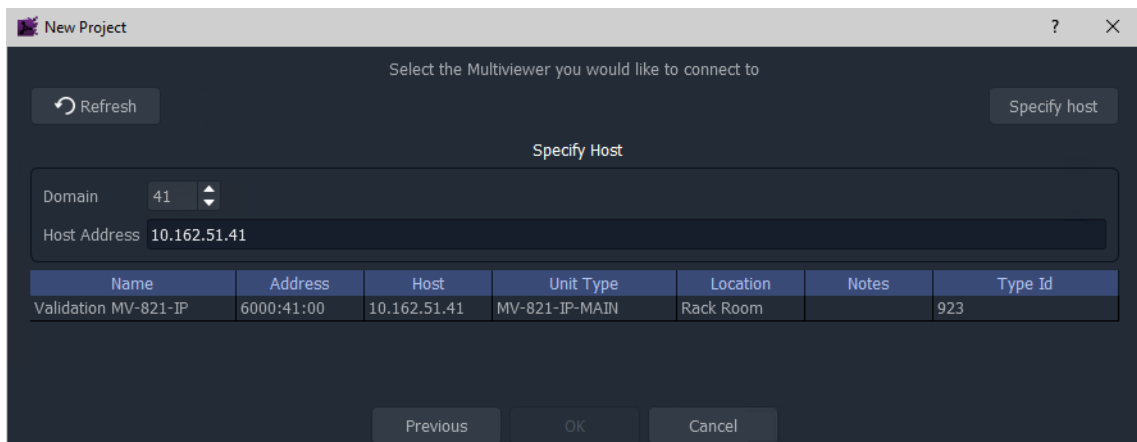 New Project
Select the Multiviewer you would like to connect to
Refresh
Specify host
Specify Host
Domain 41
Host Address 10.162.51.41
Name Address Host Unit Type Location Notes Type Id
Validation MV-821-IP 6000:41:00 10.162.51.41 MV-821-IP-MAIN Rack Room 923
Previous OK Cancel